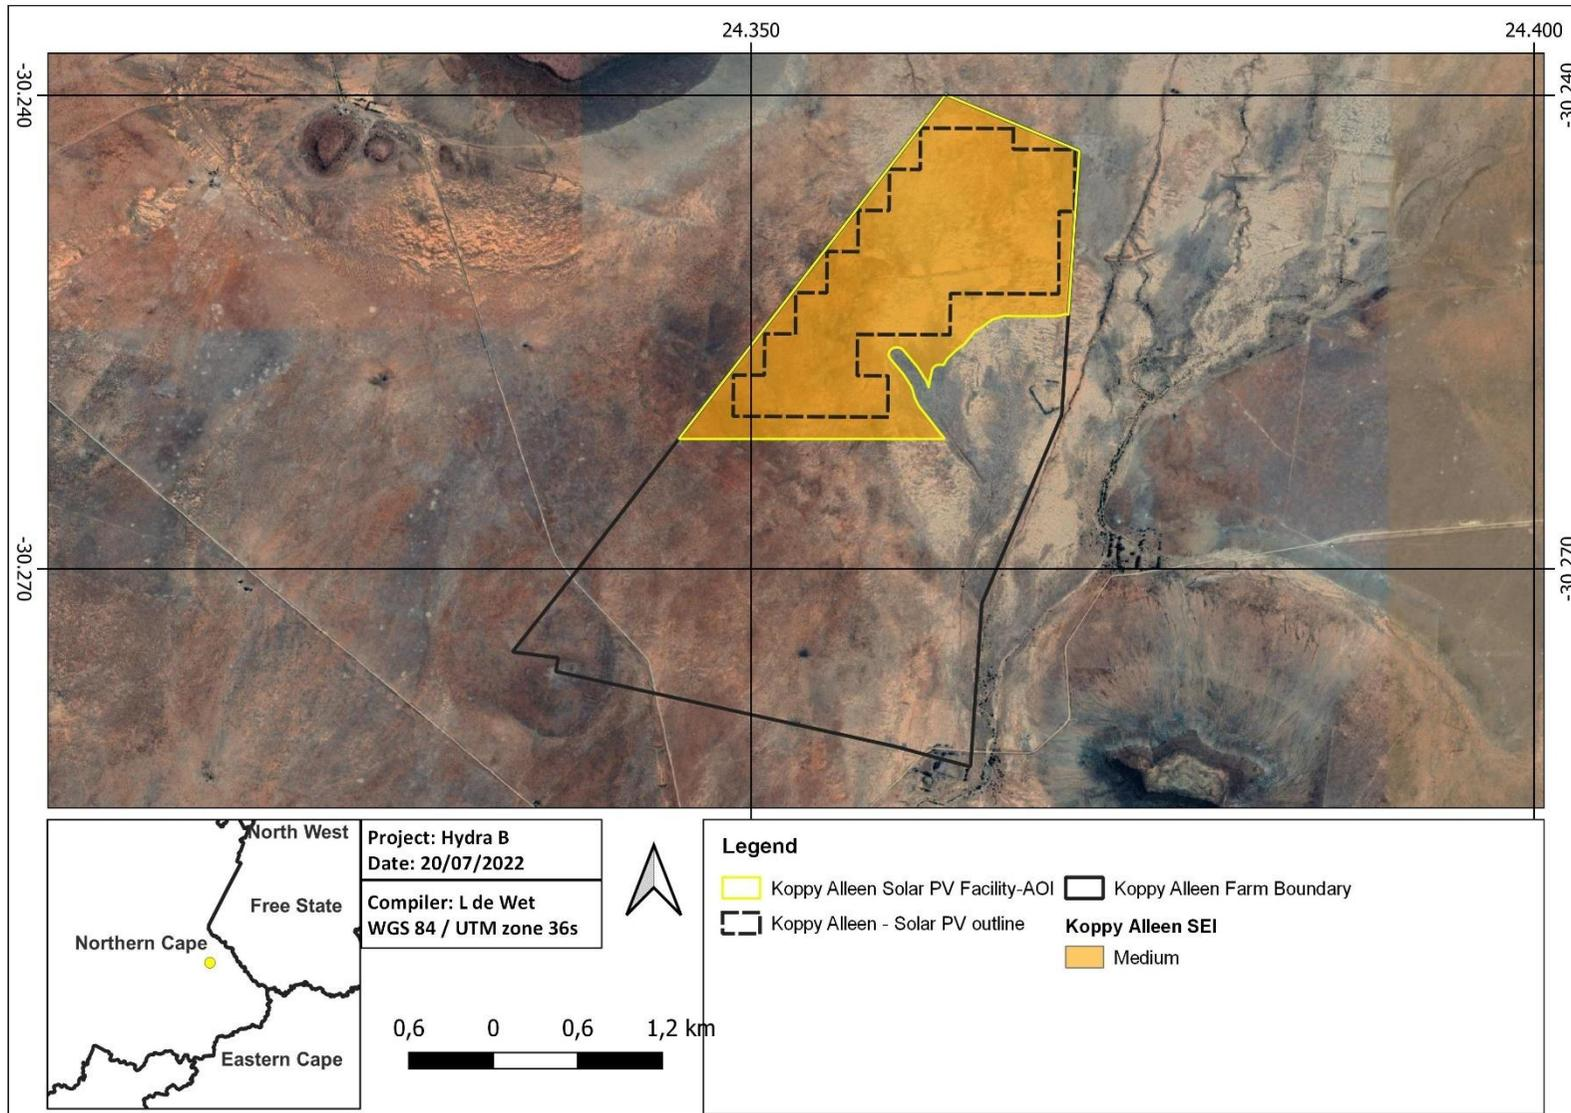 24.350
24.400
-30.240
-30.240
-30.270
-30.270
North West
Free State
Northern Cape
Eastern Cape
Project: Hydra B
Date: 20/07/2022
Compiler: L de Wet
WGS 84 / UTM zone 36s
0,6 0 0,6 1,2 km
Legend
Koppy Alleen Solar PV Facility-AOI
Koppy Alleen - Solar PV outline
Koppy Alleen Farm Boundary
Koppy Alleen SEI
Medium